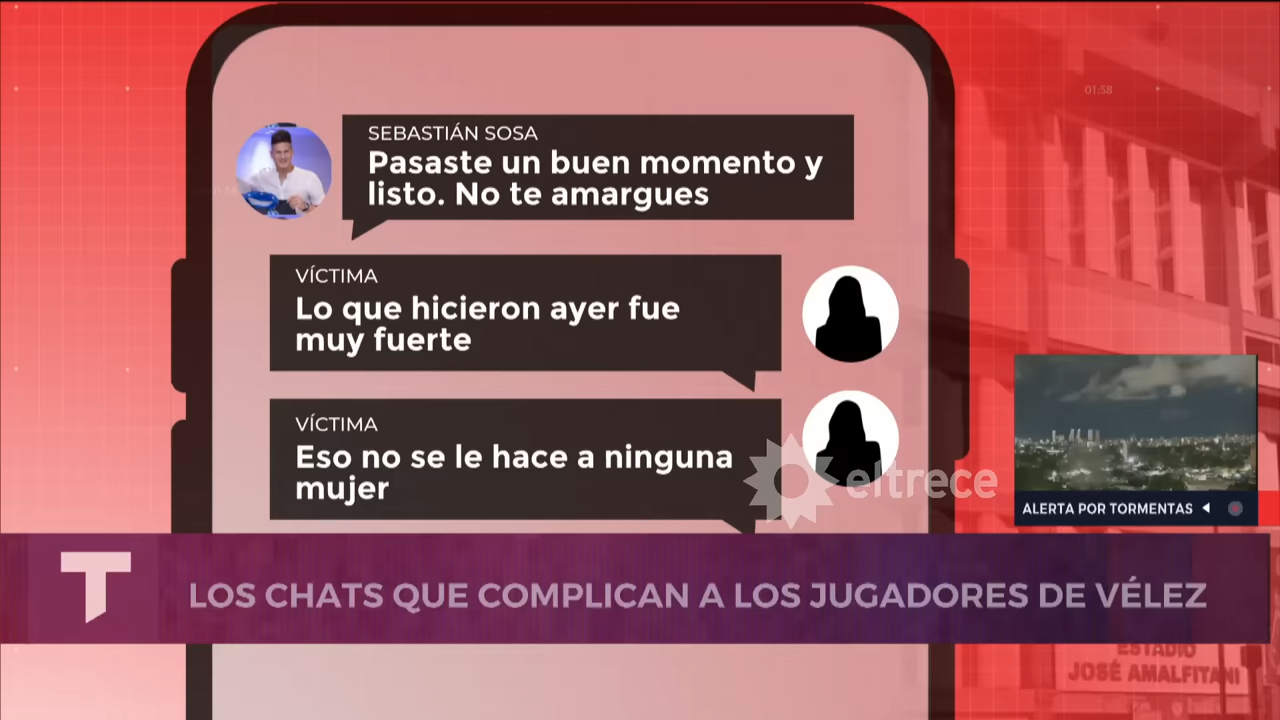 01:58
SEBASTIÁN SOSA
Pasaste un buen momento y
listo. No te amargues
VÍCTIMA
Lo que hicieron ayer fue
muy fuerte
VÍCTIMA
Eso no se le hace a ninguna
mujer
eltrece
ALERTA POR TORMENTAS
T
LOS CHATS QUE COMPLICAN A LOS JUGADORES DE VÉLEZ
ESTADIO
JOSÉ AMALFITANI